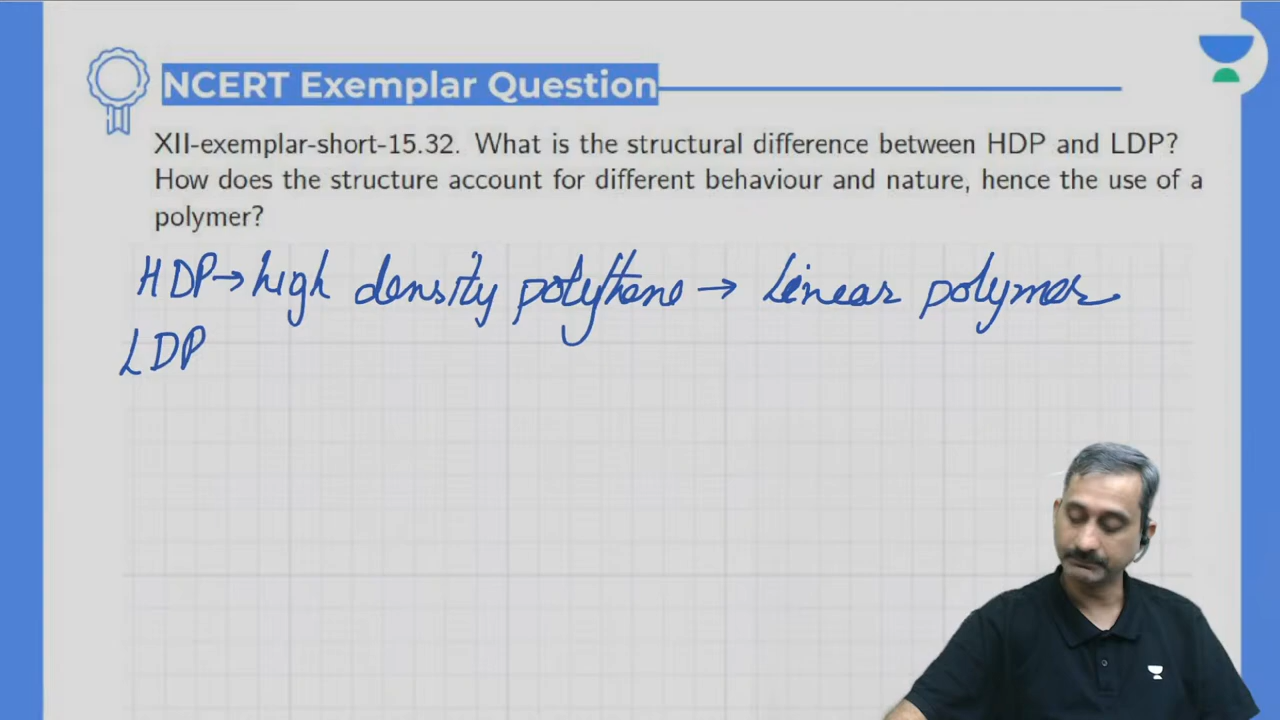 NCERT Exemplar Question
XII-exemplar-short-15.32. What is the structural difference between HDP and LDP?
How does the structure account for different behaviour and nature, hence the use of a
polymer?
HDP→high density polythene → Linear polymer
LDP